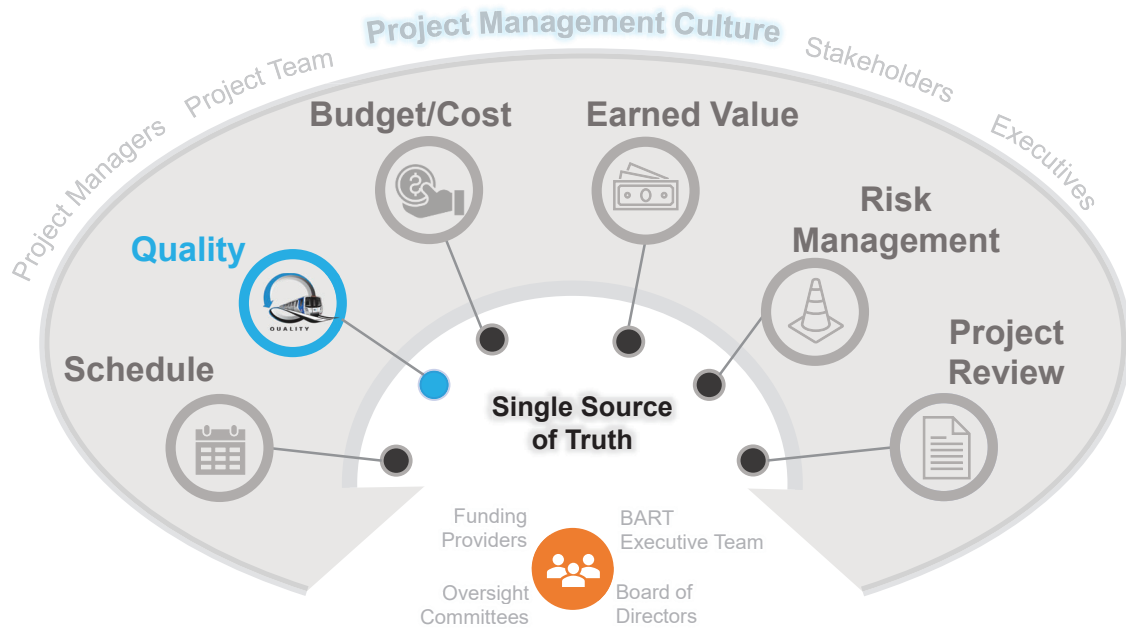 Project Management Culture
Project Managers
Project Team
Stakeholders
Executives
Budget/Cost
Earned Value
Risk
Management
Quality
QUALITY
Project
Review
Schedule
Single Source
of Truth
Funding
Providers
BART
Executive Team
Oversight
Committees
Board of
Directors